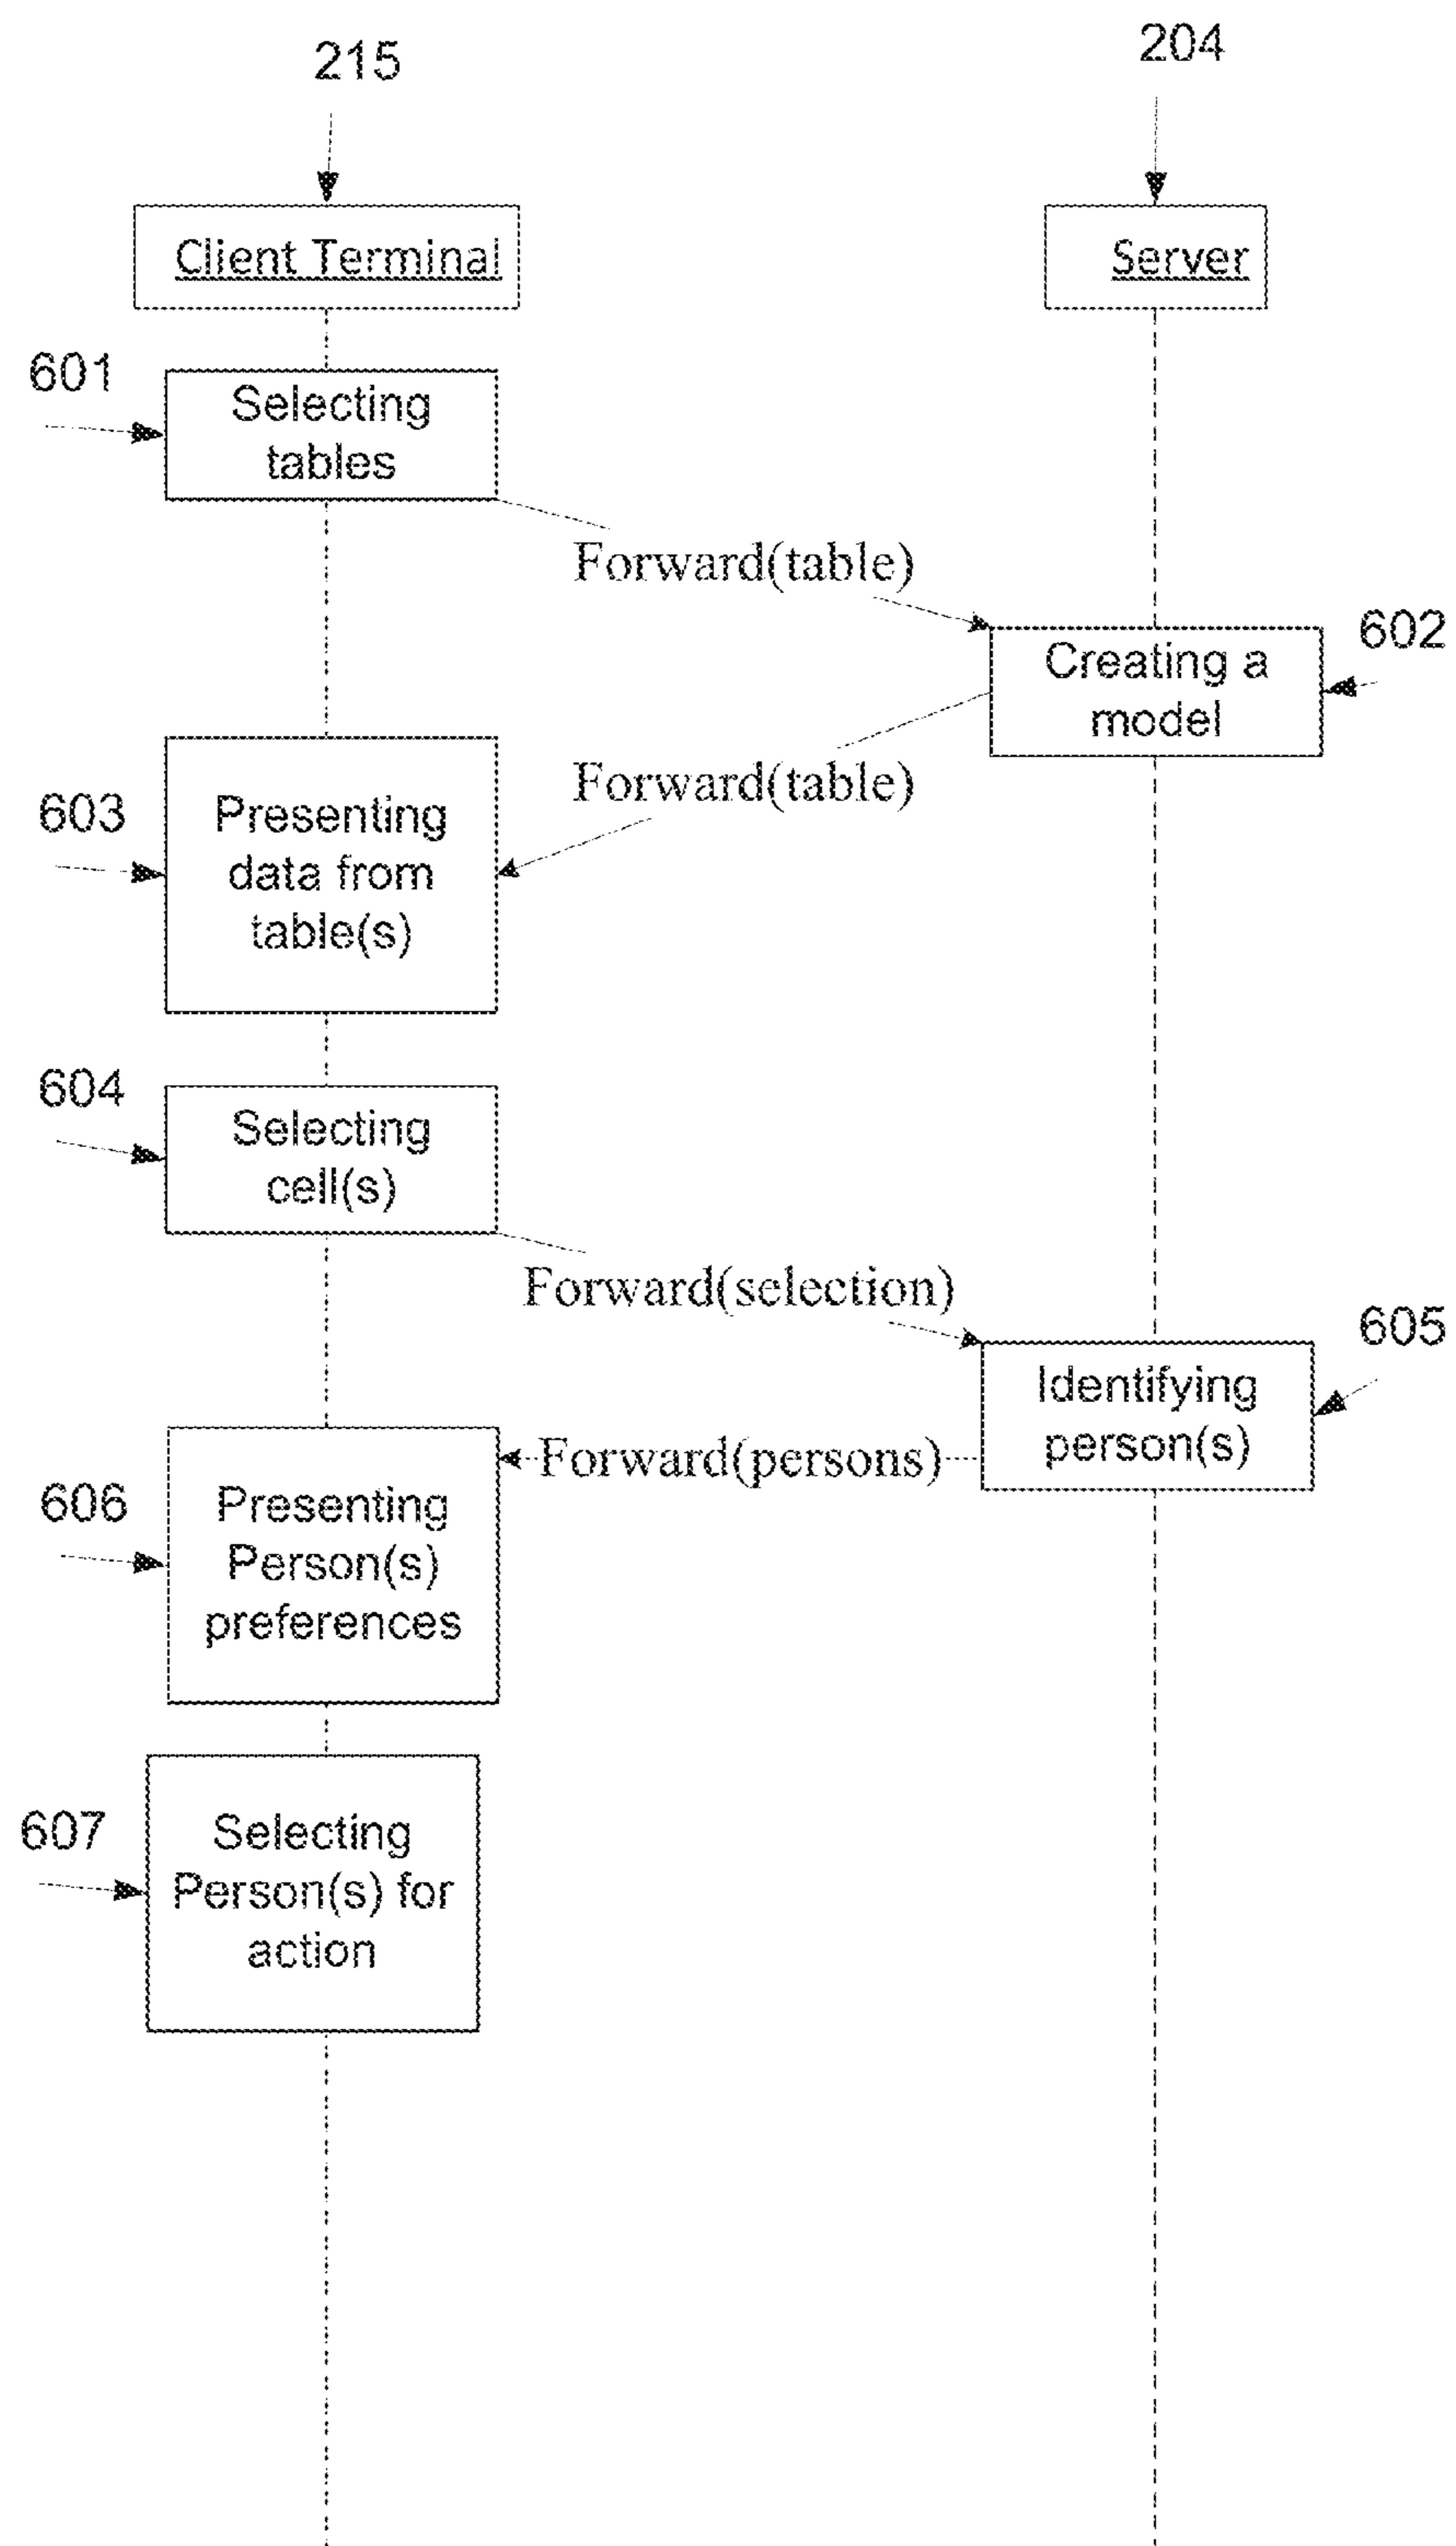 215
204
Client Terminal
Server
601
Selecting
tables
Forward(table)
602
Creating a
model
Forward(table)
603
Presenting
data from
table(s)
604
Selecting
cell(s)
Forward(selection)
605
Identifying
person(s)
Forward(persons)
606
Presenting
Person(s)
preferences
607
Selecting
Person(s) for
action